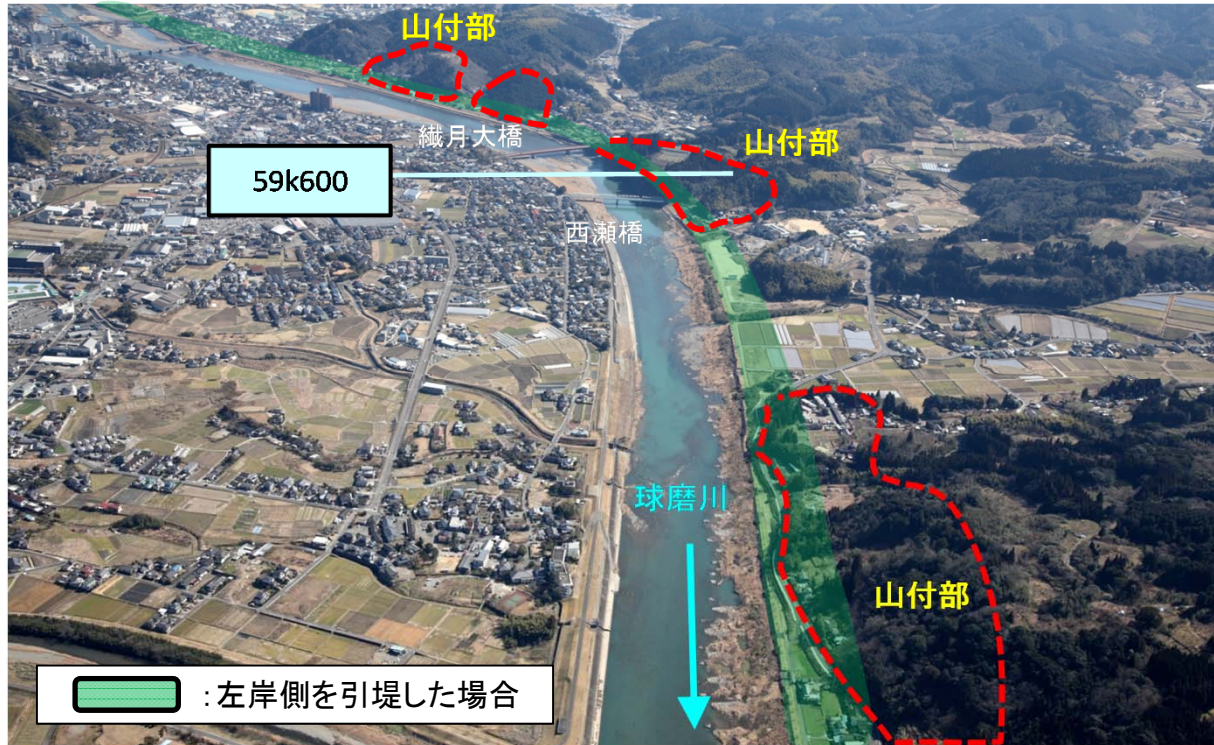 山付部
繊月大橋
山付部
59k600
西瀬橋
球磨川
山付部
：左岸側を引堤した場合